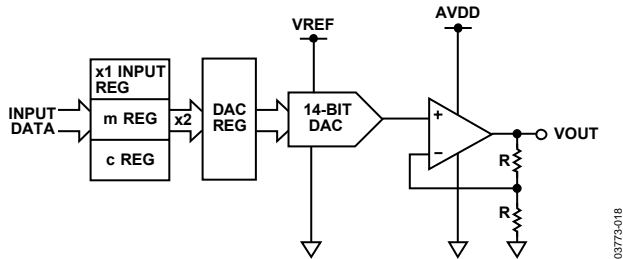 VREF
AVDD
x1 INPUT
REG
INPUT
DATA
m REG
x2
DAC
REG
14-BIT
DAC
c REG
+
−
VOUT
R
R
03773-018